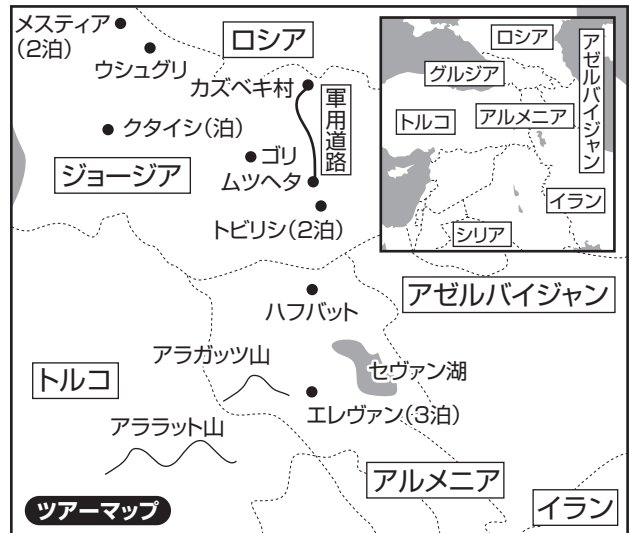 メスティア
(2泊)
ウシュグリ
ロシア
カズベキ村
軍用道路
クタイシ(泊)
ゴリ
ジョージア
ムツヘタ
トビリシ(2泊)
ロシア
グルジア
アゼルバイジャン
トルコ
アルメニア
イラン
シリア
ハフバット
アゼルバイジャン
アラガッツ山
セヴァン湖
トルコ
エレヴァン(3泊)
アララット山
アルメニア
イラン
ツアーマップ